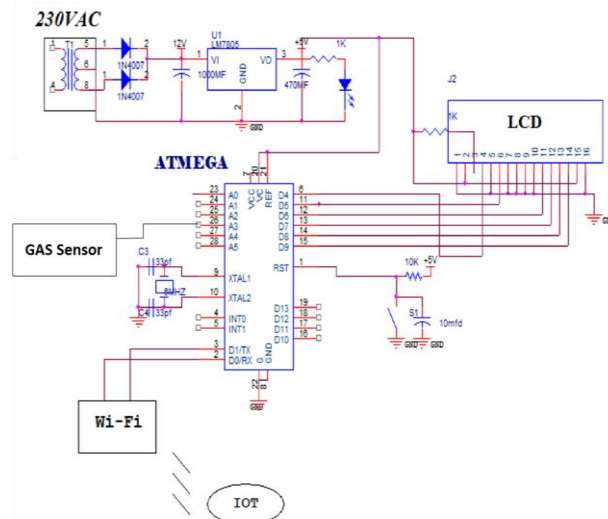 230VAC
T1
1 5
6
4 8
1 2
1N4007
1 2
1N4007
12V
1000MF
U1
LM7805
1 VI VO 3
GND
2
+5V
470MF
1K
GND
J2
LCD
1K
1 2 3 4 5 6 7 8 9 10 11 12 13 14 15 16
ATMEGA
7 20 21
VCC VC REF
23 A0 D4 6
24 A1 D5 11
25 A2 D6 12
26 A3 D7 13
27 A4 D8 14
28 A5 D9 15
GAS Sensor
C3
33pf
9 XTAL1 RST 1
10 XTAL2
C4 33pf
10K
+5V
S1
10mfd
GND GND
4 INT0
5 INT1
D13 19
D12 18
D11 17
D10 16
3 D1/TX
2 D0/RX
G GND
22 8
GND
Wi-Fi
IOT